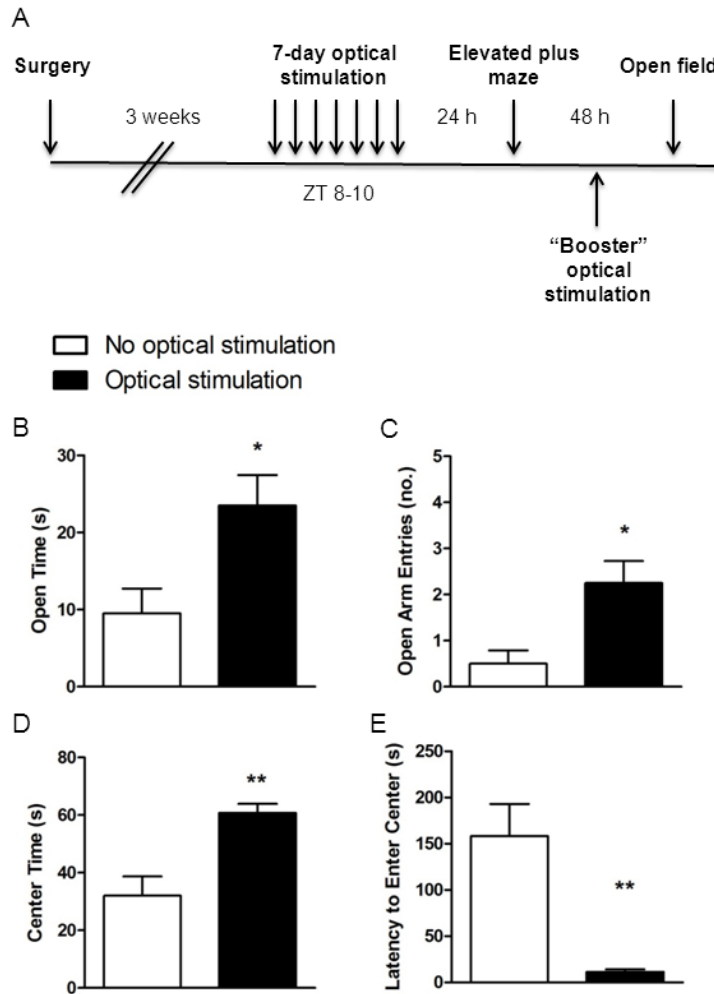 A
Surgery
3 weeks
7-day optical
stimulation
ZT 8-10
24 h
Elevated plus
maze
48 h
Open field
“Booster”
optical
stimulation
No optical stimulation
Optical stimulation
B
Open Time (s)
30
20
10
0
*
C
Open Arm Entries (no.)
5
4
3
2
1
0
*
D
Center Time (s)
80
60
40
20
0
**
E
Latency to Enter Center (s)
250
200
150
100
50
0
**